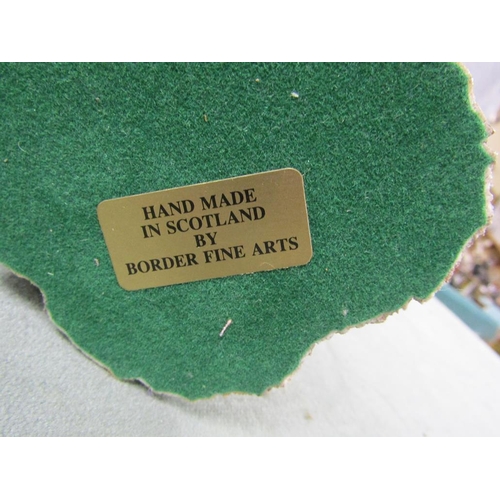 HAND MADE
IN SCOTLAND
BY
BORDER FINE ARTS